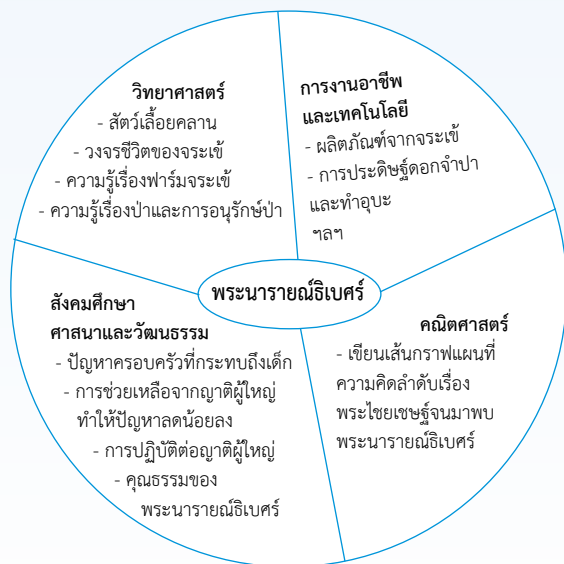 วิทยาศาสตร์
- สัตว์เลื้อยคลาน
- วงจรชีวิตของจระเข้
- ความรู้เรื่องฟาร์มจระเข้
- ความรู้เรื่องป่าและการอนุรักษ์ป่า
การงานอาชีพ
และเทคโนโลยี
- ผลิตภัณฑ์จากจระเข้
- การประดิษฐ์ดอกจำปา
และทำอุบะ
ฯลฯ
พระนารายณ์ธิเบศร์
สังคมศึกษา
ศาสนาและวัฒนธรรม
- ปัญหาครอบครัวที่กระทบถึงเด็ก
- การช่วยเหลือจากญาติผู้ใหญ่
ทำให้ปัญหาลดน้อยลง
- การปฏิบัติต่อญาติผู้ใหญ่
- คุณธรรมของ
พระนารายณ์ธิเบศร์
คณิตศาสตร์
- เขียนเส้นกราฟแผนที่
ความคิดลำดับเรื่อง
พระไชยเชษฐ์จนมาพบ
พระนารายณ์ธิเบศร์